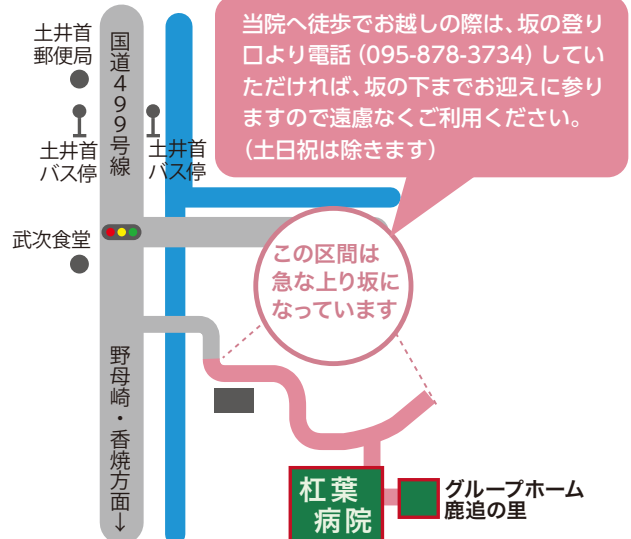 当院へ徒歩でお越しの際は、坂の登り
口より電話（095-878-3734）してい
ただければ、坂の下までお迎えに参り
ますので遠慮なくご利用ください。
（土日祝は除きます）
土井首
郵便局
国道499号線
土井首
バス停
土井首
バス停
武次食堂
この区間は
急な上り坂に
なっています
野母崎・香焼方面→
杠葉
病院
グループホーム
鹿追の里